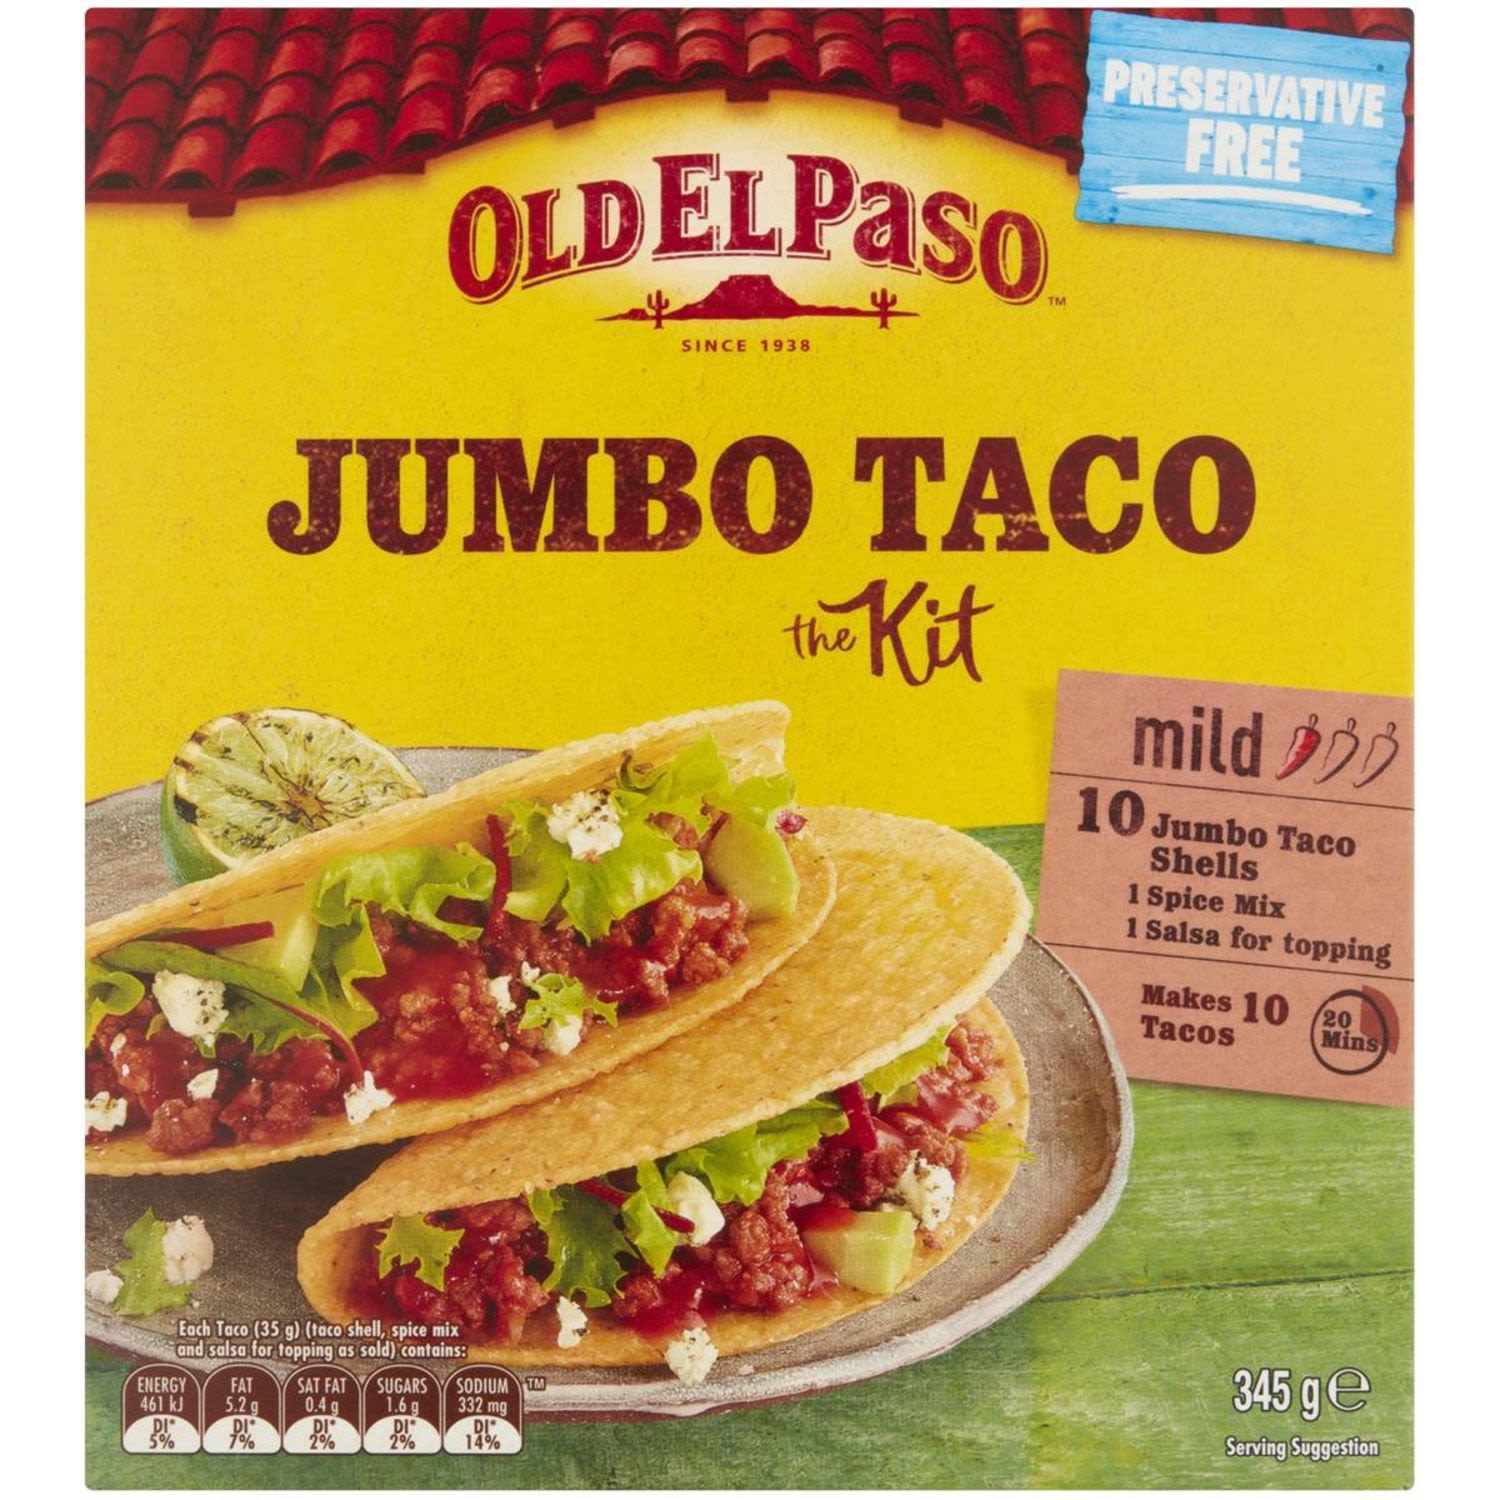 PRESERVATIVE
FREE
OLD EL PASO™
SINCE 1938
JUMBO TACO
the Kit
mild
10 Jumbo Taco
Shells
1 Spice Mix
1 Salsa for topping
Makes 10
Tacos
20
Mins
Each Taco (35 g) (taco shell, spice mix
and salsa for topping as sold) contains:
ENERGY FAT SAT FAT SUGARS SODIUM ™
461 kJ 5.2 g 0.4 g 1.6 g 332 mg
DI* DI* DI* DI* DI*
5% 7% 2% 2% 14%
345 g ℮
Serving Suggestion